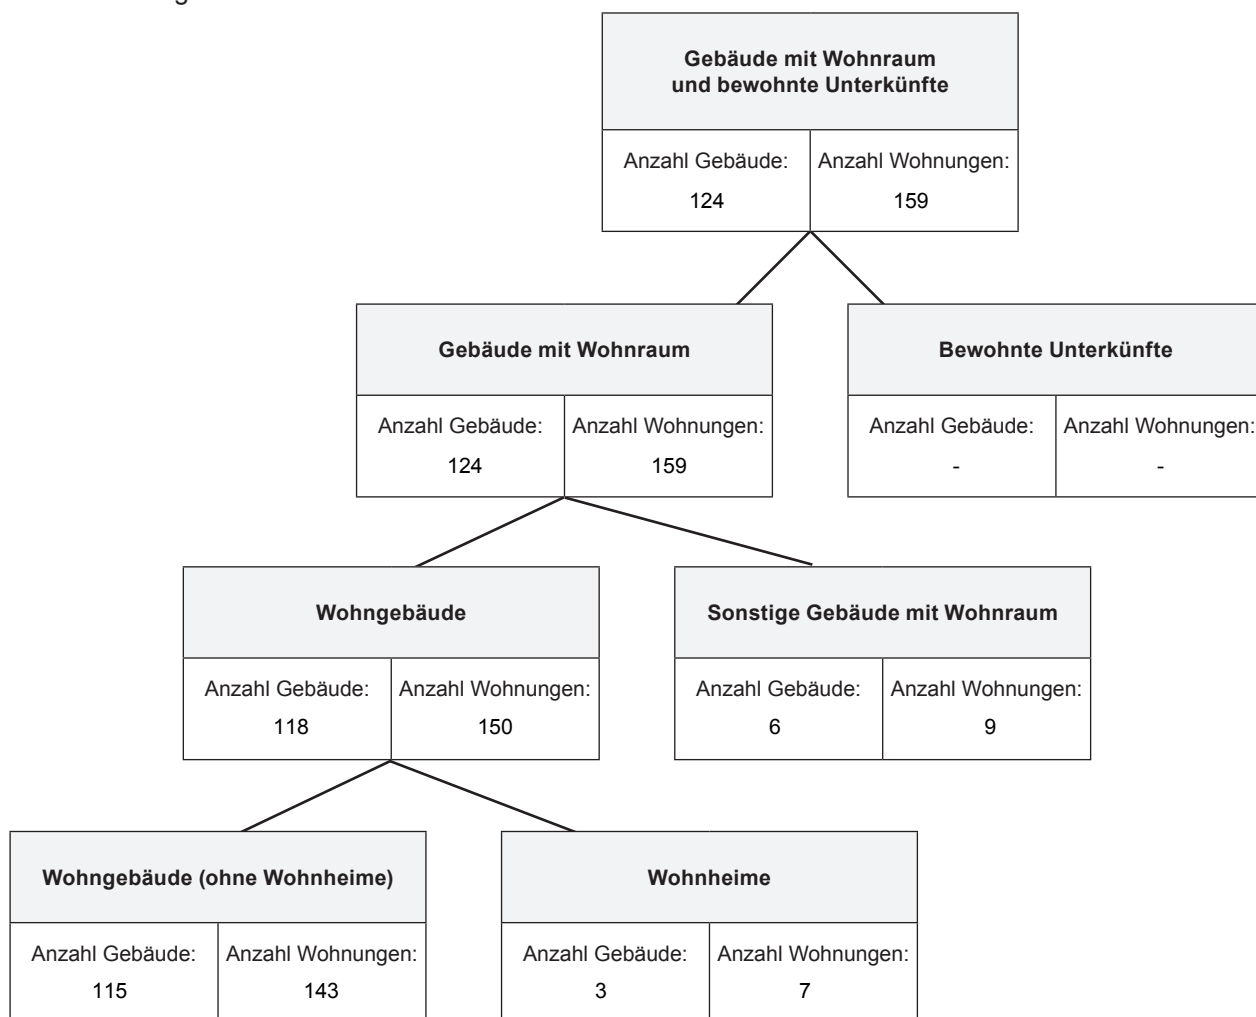 Gebäude mit Wohnraum
und bewohnte Unterkünfte
Anzahl Gebäude:
124
Anzahl Wohnungen:
159
Gebäude mit Wohnraum
Anzahl Gebäude:
124
Anzahl Wohnungen:
159
Bewohnte Unterkünfte
Anzahl Gebäude:
-
Anzahl Wohnungen:
-
Wohngebäude
Anzahl Gebäude:
118
Anzahl Wohnungen:
150
Sonstige Gebäude mit Wohnraum
Anzahl Gebäude:
6
Anzahl Wohnungen:
9
Wohngebäude (ohne Wohnheime)
Anzahl Gebäude:
115
Anzahl Wohnungen:
143
Wohnheime
Anzahl Gebäude:
3
Anzahl Wohnungen:
7